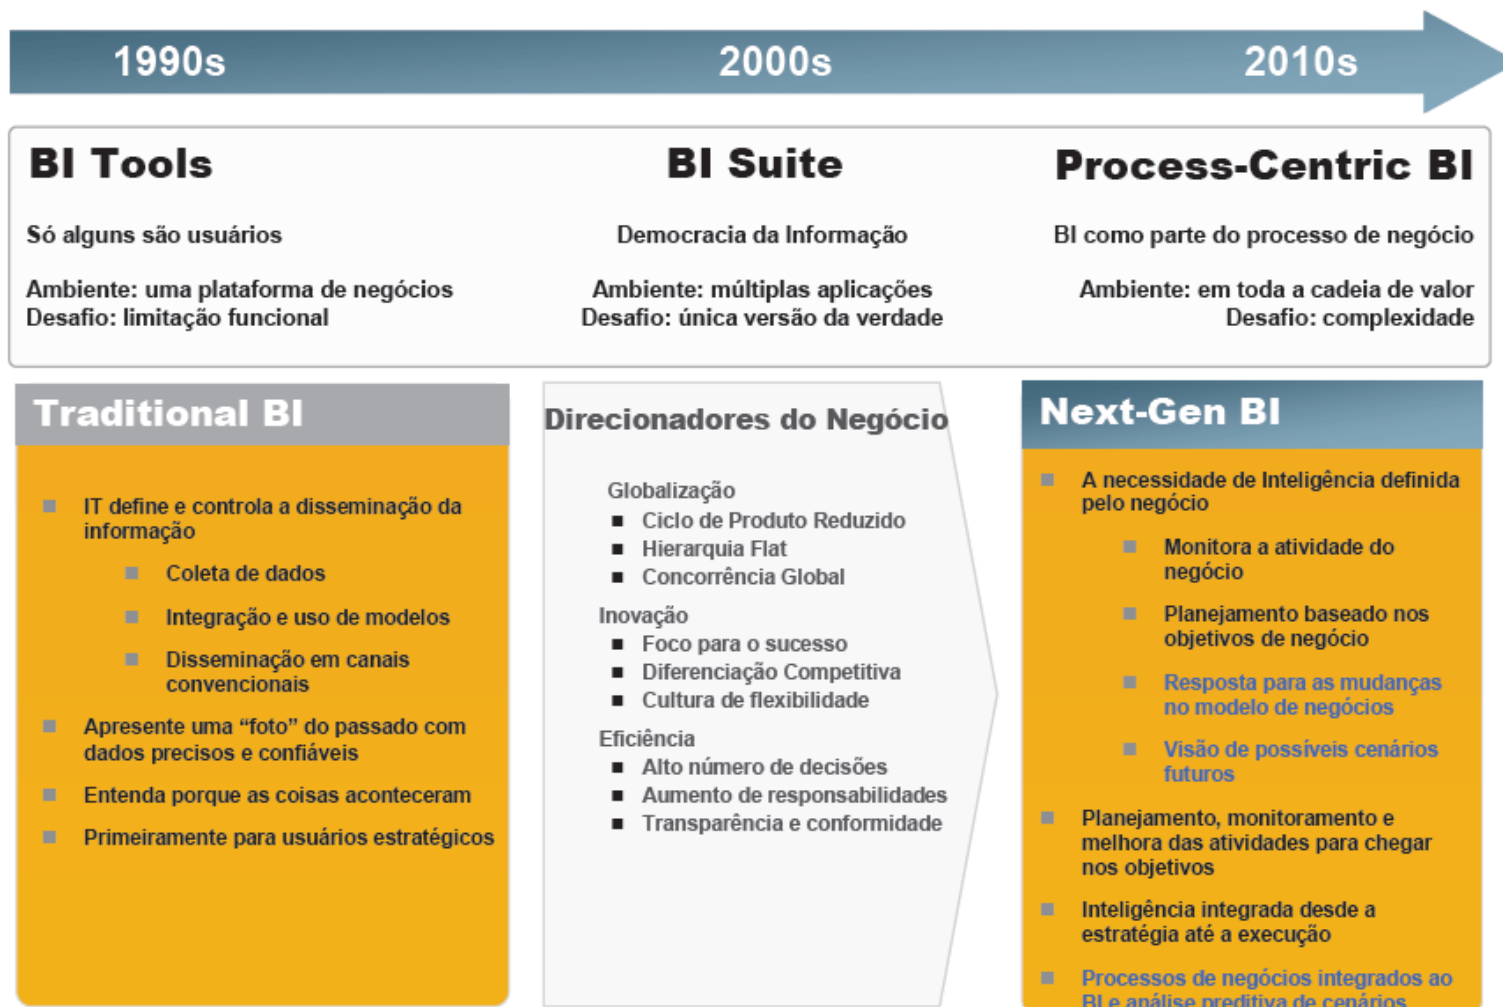 1990s
2000s
2010s
BI Tools
Só alguns são usuários
Ambiente: uma plataforma de negócios
Desafio: limitação funcional
BI Suite
Democracia da Informação
Ambiente: múltiplas aplicações
Desafio: única versão da verdade
Process-Centric BI
BI como parte do processo de negócio
Ambiente: em toda a cadeia de valor
Desafio: complexidade
Traditional BI
IT define e controla a disseminação da
informação
Coleta de dados
Integração e uso de modelos
Disseminação em canais
convencionais
Apresente uma “foto” do passado com
dados precisos e confiáveis
Entenda porque as coisas aconteceram
Primeiramente para usuários estratégicos
Direcionadores do Negócio
Globalização
Ciclo de Produto Reduzido
Hierarquia Flat
Concorrência Global
Inovação
Foco para o sucesso
Diferenciação Competitiva
Cultura de flexibilidade
Eficiência
Alto número de decisões
Aumento de responsabilidades
Transparência e conformidade
Next-Gen BI
A necessidade de Inteligência definida
pelo negócio
Monitora a atividade do
negócio
Planejamento baseado nos
objetivos de negócio
Resposta para as mudanças
no modelo de negócios
Visão de possíveis cenários
futuros
Planejamento, monitoramento e
melhora das atividades para chegar
nos objetivos
Inteligência integrada desde a
estratégia até a execução
Processos de negócios integrados ao
BI e análise preditiva de cenários